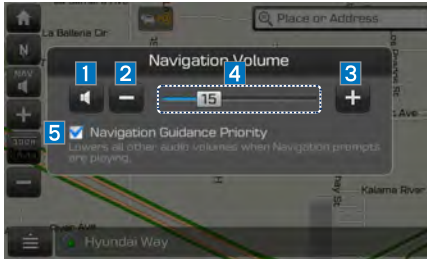 Place or Address
La Ballena Cir
N
Navigation Volume
NAV
1
2
4
3
15
Ave
5
Navigation Guidance Priority
Lowers all other audio volumes when Navigation prompts
are playing.
Kalama River
Hyundai Way